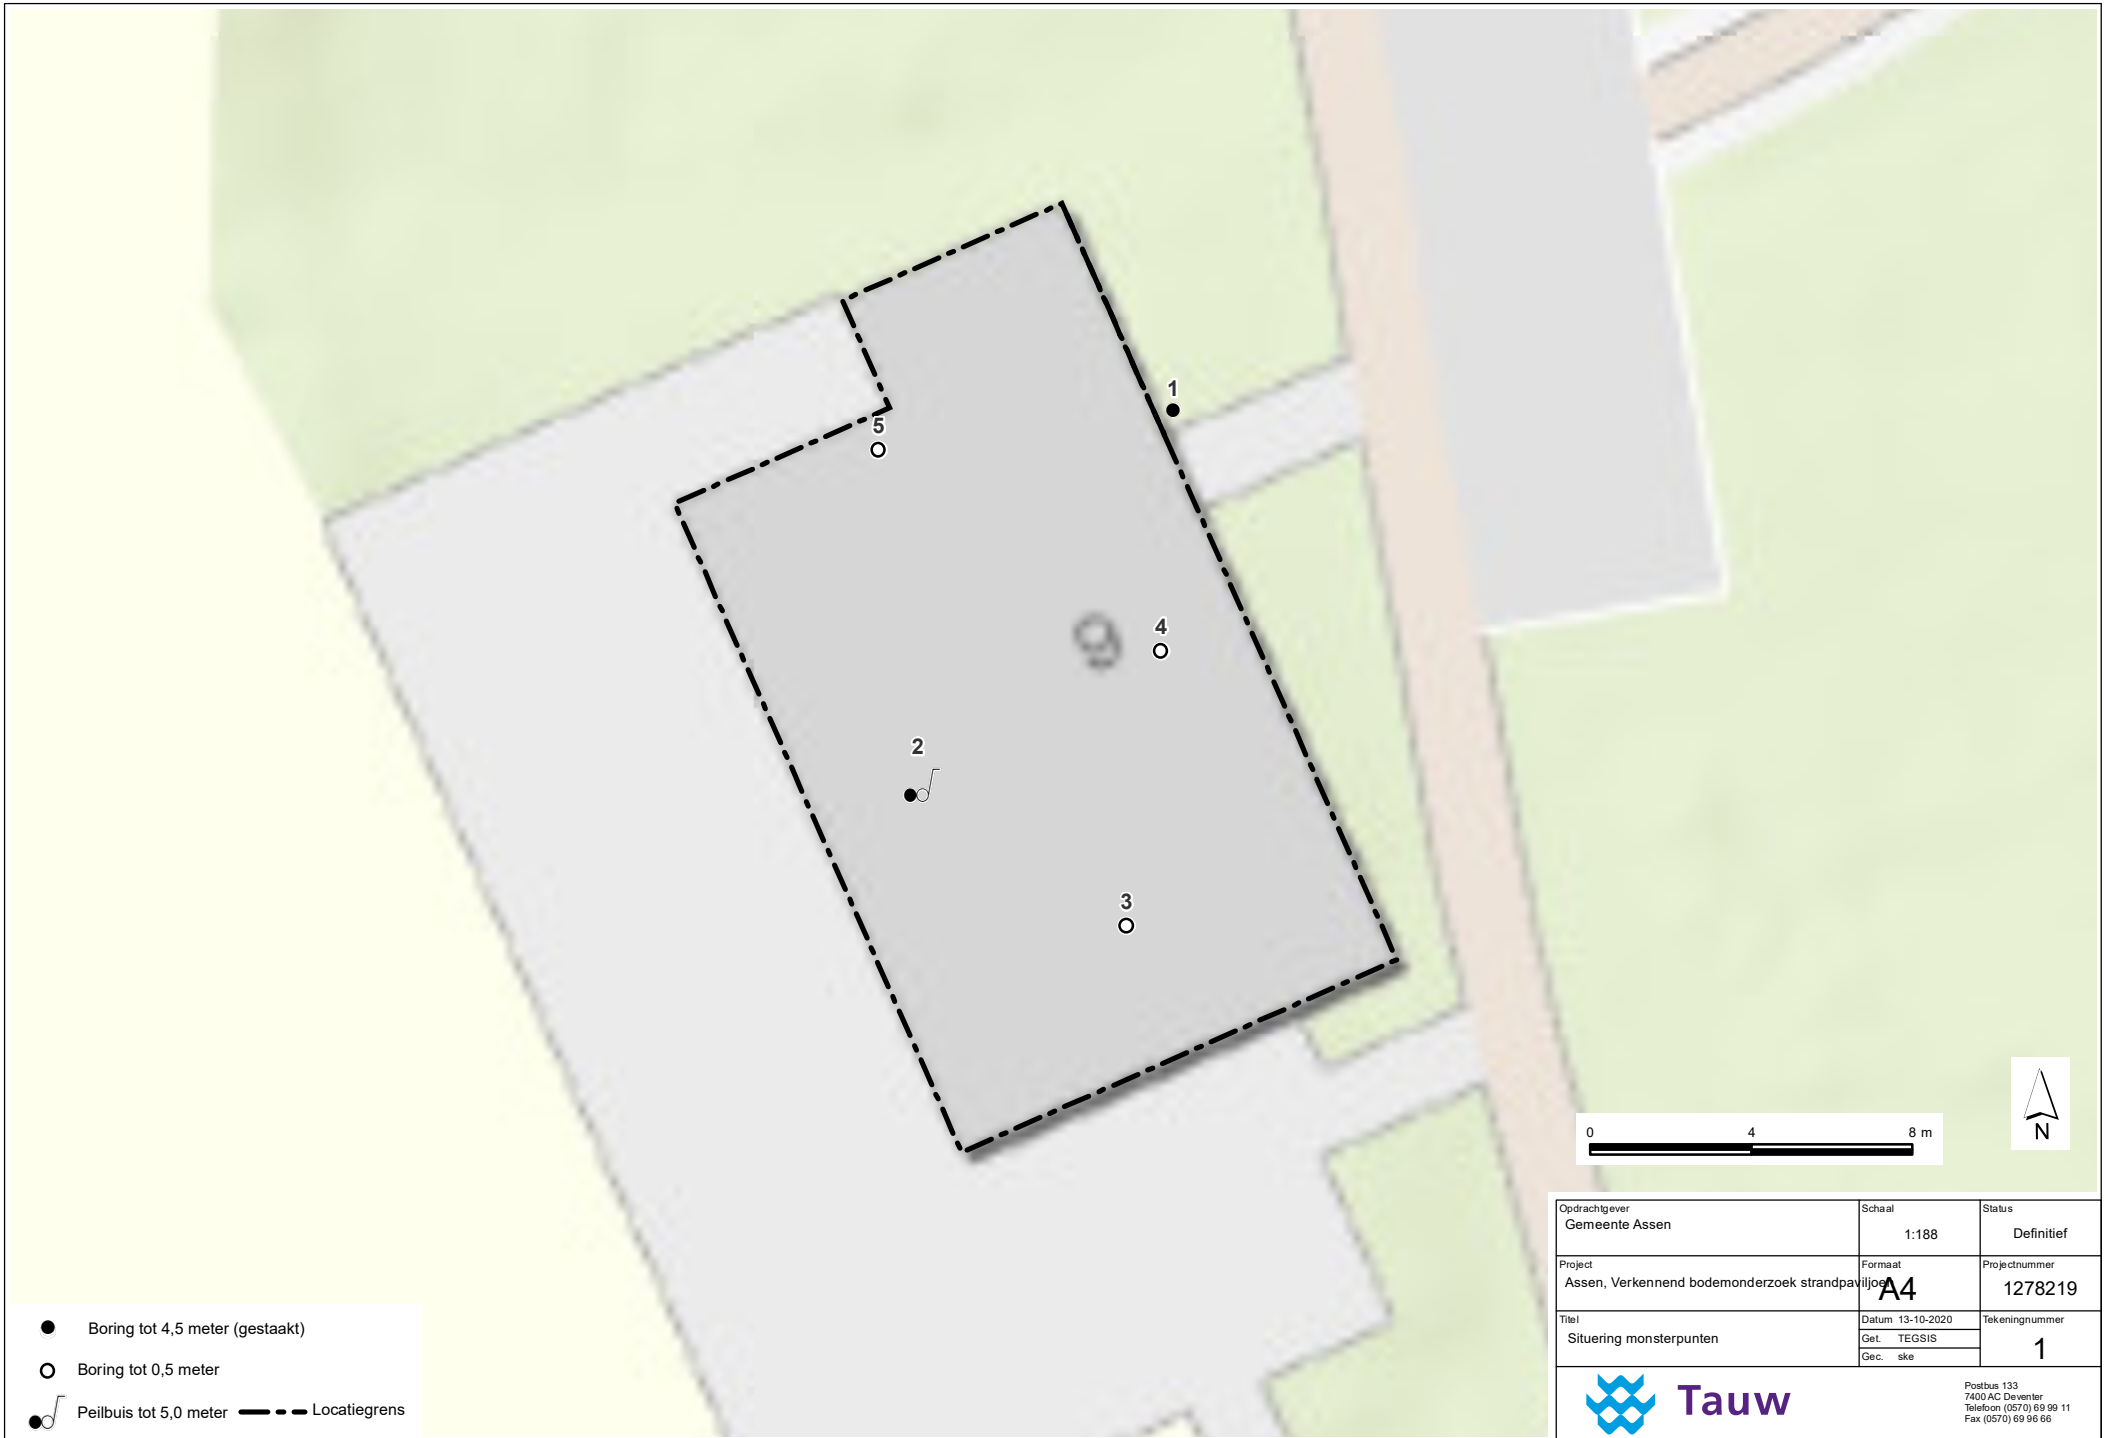 1
5
4
9
2
3
0 4 8 m
N
Opdrachtgever
Gemeente Assen
Schaal
1:188
Status
Definitief
Project
Assen, Verkennend bodemonderzoek strandpaviljoen
Formaat
A4
Projectnummer
1278219
Titel
Situering monsterpunten
Datum 13-10-2020
Get. TEGSIS
Gec. ske
Tekeningnummer
1
Tauw
Postbus 133
7400 AC Deventer
Telefoon (0570) 69 99 11
Fax (0570) 69 96 66
Boring tot 4,5 meter (gestaakt)
Boring tot 0,5 meter
Peilbuis tot 5,0 meter
Locatiegrens